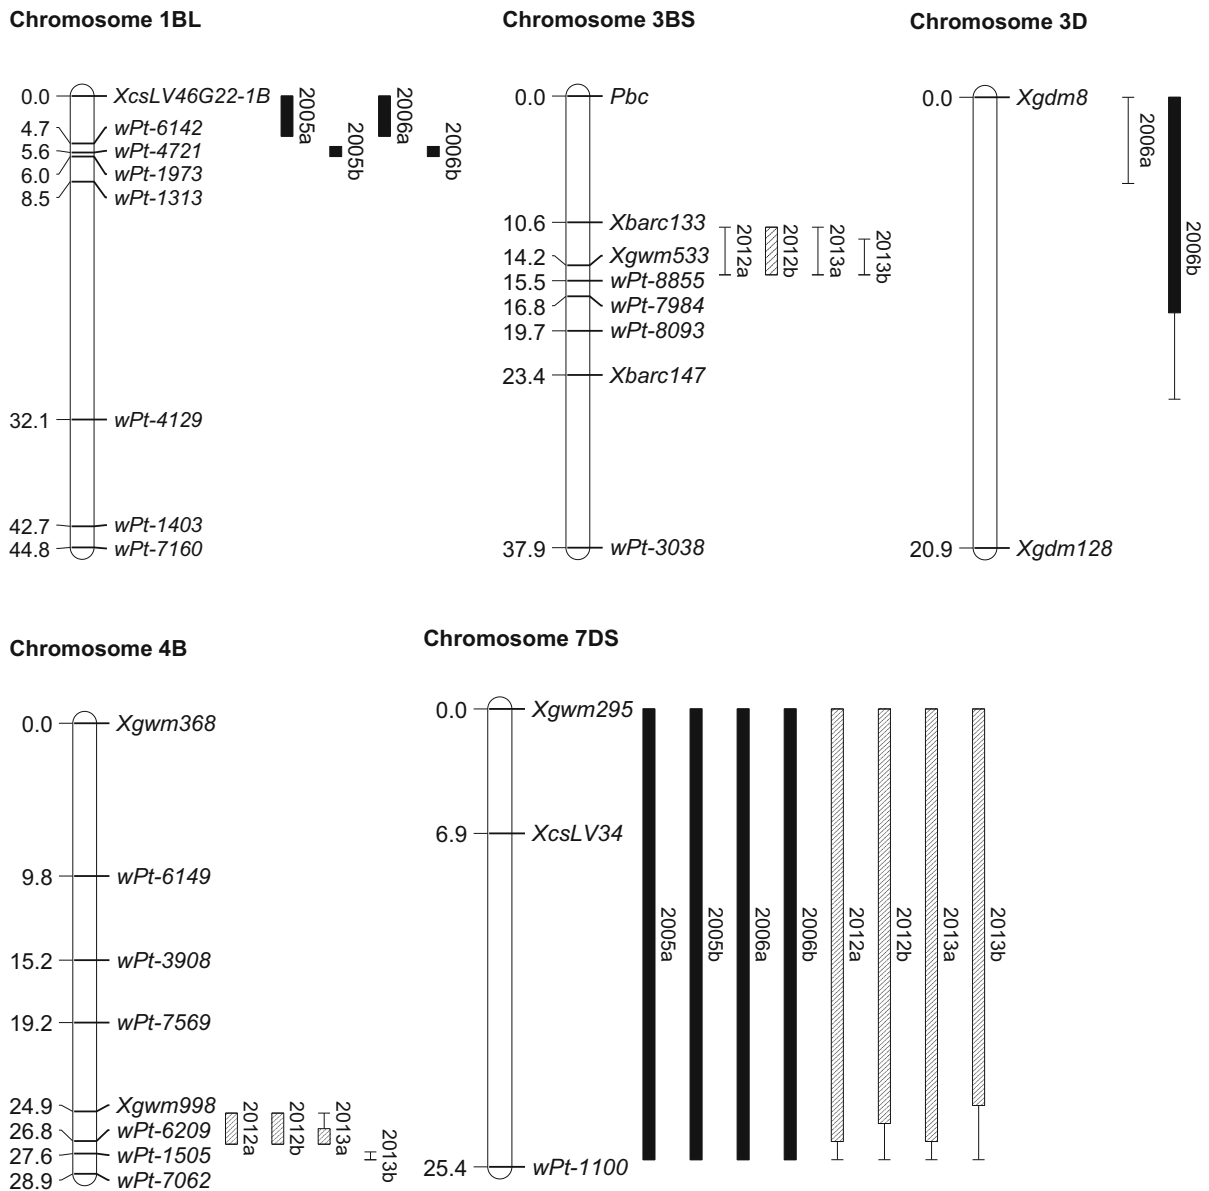 Chromosome 1BL
0.0 XcsLV46G22-1B
4.7 wPt-6142
5.6 wPt-4721
6.0 wPt-1973
8.5 wPt-1313
32.1 wPt-4129
42.7 wPt-1403
44.8 wPt-7160
2005a
2005b
2006a
2006b
Chromosome 3BS
0.0 Pbc
10.6 Xbarc133
14.2 Xgwm533
15.5 wPt-8855
16.8 wPt-7984
19.7 wPt-8093
23.4 Xbarc147
37.9 wPt-3038
2012a
2012b
2013a
2013b
Chromosome 3D
0.0 Xgdm8
20.9 Xgdm128
2006a
2006b
Chromosome 4B
0.0 Xgwm368
9.8 wPt-6149
15.2 wPt-3908
19.2 wPt-7569
24.9 Xgwm998
26.8 wPt-6209
27.6 wPt-1505
28.9 wPt-7062
2012a
2012b
2013a
2013b
Chromosome 7DS
0.0 Xgwm295
6.9 XcsLV34
25.4 wPt-1100
2005a
2005b
2006a
2006b
2012a
2012b
2013a
2013b